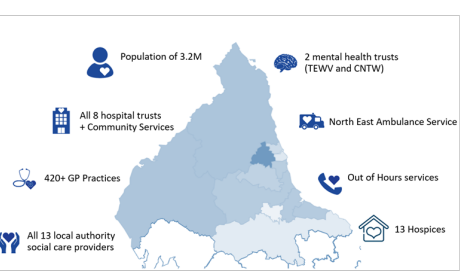 Population of 3.2M
2 mental health trusts
(TEWV and CNTW)
All 8 hospital trusts
+ Community Services
North East Ambulance Service
420+ GP Practices
Out of Hours services
All 13 local authority
social care providers
13 Hospices